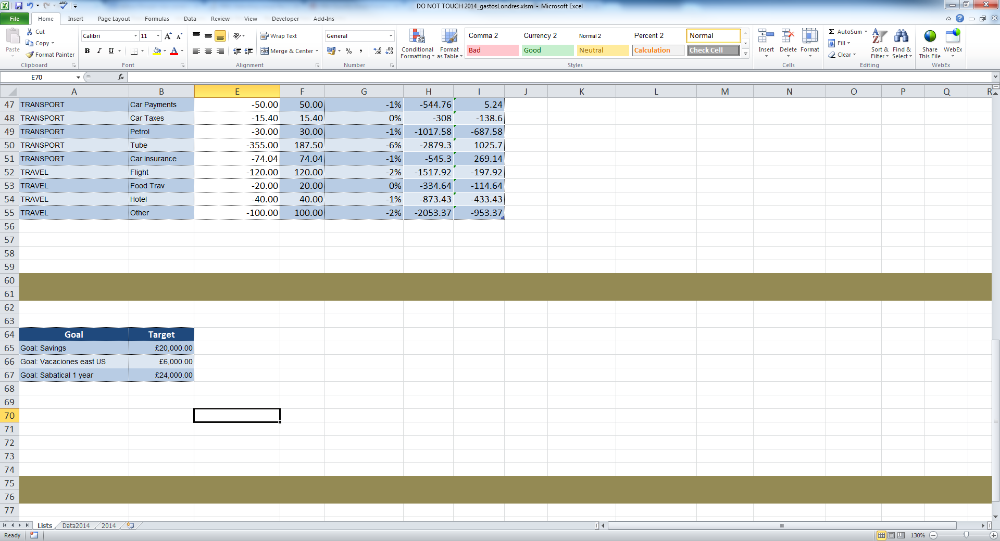 DO NOT TOUCH 2014_gastosLondres.xlsm - Microsoft Excel
File Home Insert Page Layout Formulas Data Review View Developer Add-Ins
Paste Cut Copy Format Painter
Calibri 11
B I U
Wrap Text
Merge & Center
General
% ,
Conditional Formatting Format as Table
Comma 2 Currency 2 Normal 2 Percent 2 Normal
Bad Good Neutral Calculation Check Cell
Insert Delete Format
Σ AutoSum
Fill
Clear
Sort & Filter Find & Select
Share This File WebEx
Clipboard Font Alignment Number Styles Cells Editing WebEx
E70 fx
A B E F G H I J K L M N O P Q R
47 TRANSPORT Car Payments -50.00 50.00 -1% -544.76 5.24
48 TRANSPORT Car Taxes -15.40 15.40 0% -308 -138.6
49 TRANSPORT Petrol -30.00 30.00 -1% -1017.58 -687.58
50 TRANSPORT Tube -355.00 187.50 -6% -2879.3 1025.7
51 TRANSPORT Car insurance -74.04 74.04 -1% -545.3 269.14
52 TRAVEL Flight -120.00 120.00 -2% -1517.92 -197.92
53 TRAVEL Food Trav -20.00 20.00 0% -334.64 -114.64
54 TRAVEL Hotel -40.00 40.00 -1% -873.43 -433.43
55 TRAVEL Other -100.00 100.00 -2% -2053.37 -953.37
56
57
58
59
60
61
62
63
64 Goal Target
65 Goal: Savings £20,000.00
66 Goal: Vacaciones east US £6,000.00
67 Goal: Sabatical 1 year £24,000.00
68
69
70
71
72
73
74
75
76
77
Lists Data2014 2014
Ready 130%